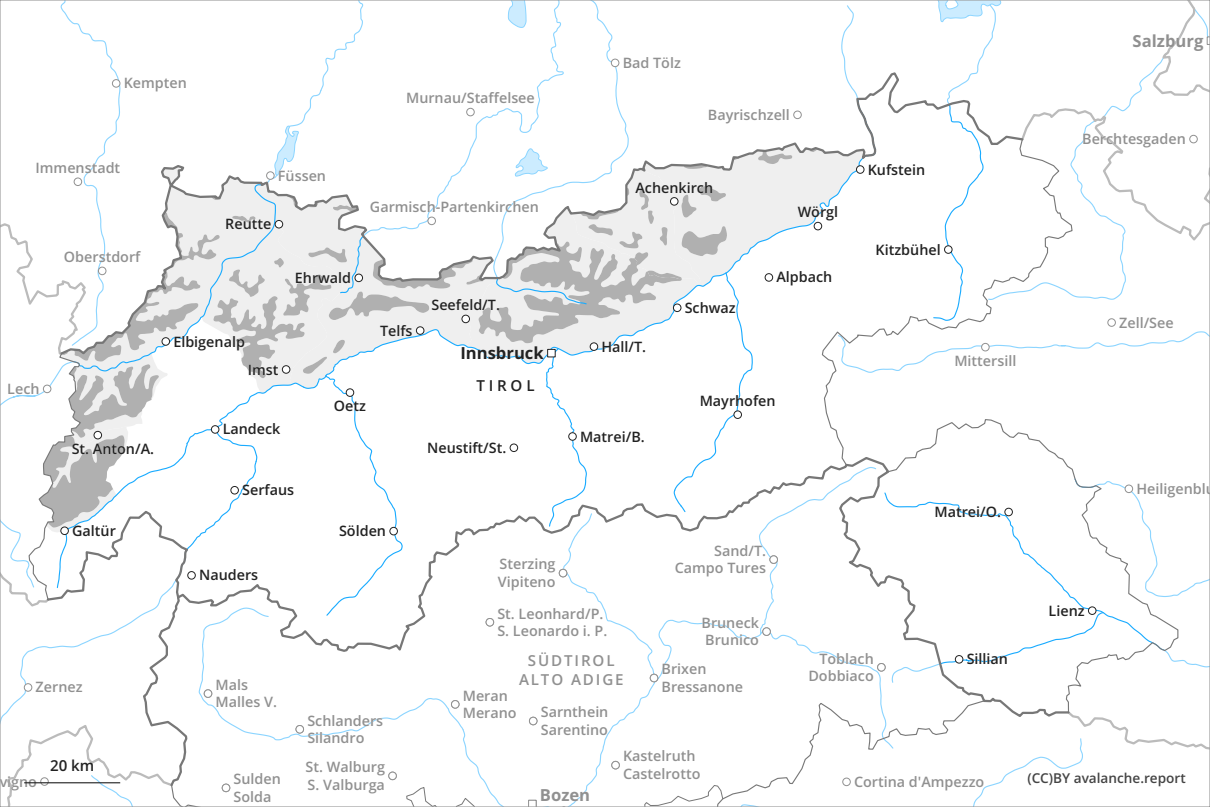 Salzburg
Bad Tölz
Kempten
Murnau/Staffelsee
Bayrischzell
Berchtesgaden
Immenstadt
Füssen
Kufstein
Achenkirch
Garmisch-Partenkirchen
Wörgl
Reutte
Kitzbühel
Oberstdorf
Ehrwald
Alpbach
Seefeld/T.
Schwaz
Zell/See
Telfs
Elbigenalp
Innsbruck
Hall/T.
Mittersill
Imst
TIROL
Lech
Oetz
Mayrhofen
Landeck
Matrei/B.
St. Anton/A.
Neustift/St.
Serfaus
Heiligenblu
Matrei/O.
Galtür
Sölden
Sand/T.
Campo Tures
Sterzing
Vipiteno
Nauders
Lienz
St. Leonhard/P.
S. Leonardo i. P.
Bruneck
Brunico
SÜDTIROL
ALTO ADIGE
Toblach
Dobbiaco
Sillian
Brixen
Bressanone
Zernez
Mals
Malles V.
Meran
Merano
Sarnthein
Sarentino
Schlanders
Silandro
Kastelruth
Castelrotto
20 km
St. Walburg
S. Valburga
vigno
Sulden
Solda
Cortina d'Ampezzo
(CC)BY avalanche.report
Bozen